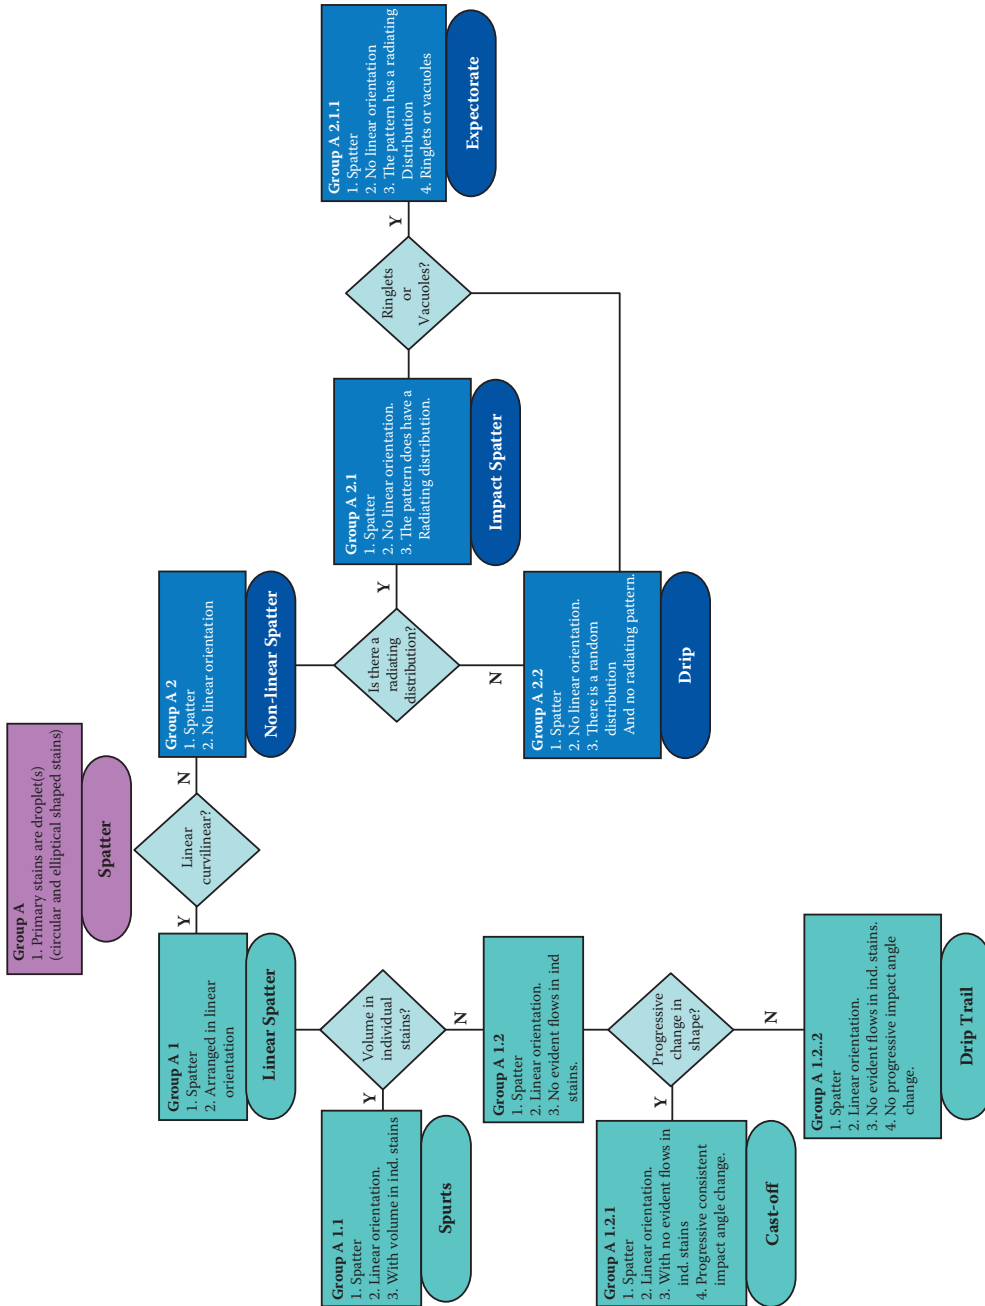 Group A
1. Primary stains are droplet(s)
(circular and elliptical shaped stains)
Spatter
Linear
curvilinear?
Y
N
Group A 1
1. Spatter
2. Arranged in linear
orientation
Linear Spatter
Group A 2
1. Spatter
2. No linear orientation
Non-linear Spatter
Volume in
individual
stains?
Y
N
Is there a
radiating
distribution?
Y
N
Group A 1.1
1. Spatter
2. Linear orientation.
3. With volume in ind. stains
Spurts
Group A 1.2
1. Spatter
2. Linear orientation.
3. No evident flows in ind
stains.
Group A 2.1
1. Spatter
2. No linear orientation.
3. The pattern does have a
Radiating distribution.
Impact Spatter
Ringlets
or
Vacuoles?
Y
Group A 2.1.1
1. Spatter
2. No linear orientation
3. The pattern has a radiating
Distribution
4. Ringlets or vacuoles
Expectorate
Group A 2.2
1. Spatter
2. No linear orientation.
3. There is a random
distribution
And no radiating pattern.
Drip
Progressive
change in
shape?
Y
N
Group A 1.2.1
1. Spatter
2. Linear orientation.
3. With no evident flows in
ind. stains
4. Progressive consistent
impact angle change.
Cast-off
Group A 1.2..2
1. Spatter
2. Linear orientation.
3. No evident flows in ind. stains.
4. No progressive impact angle
change.
Drip Trail